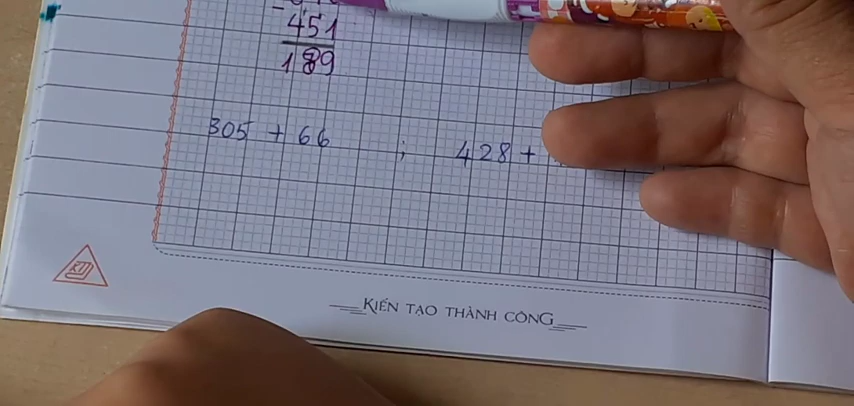 451
189
305 + 66 ; 428 +
KIẾN TẠO THÀNH CÔNG